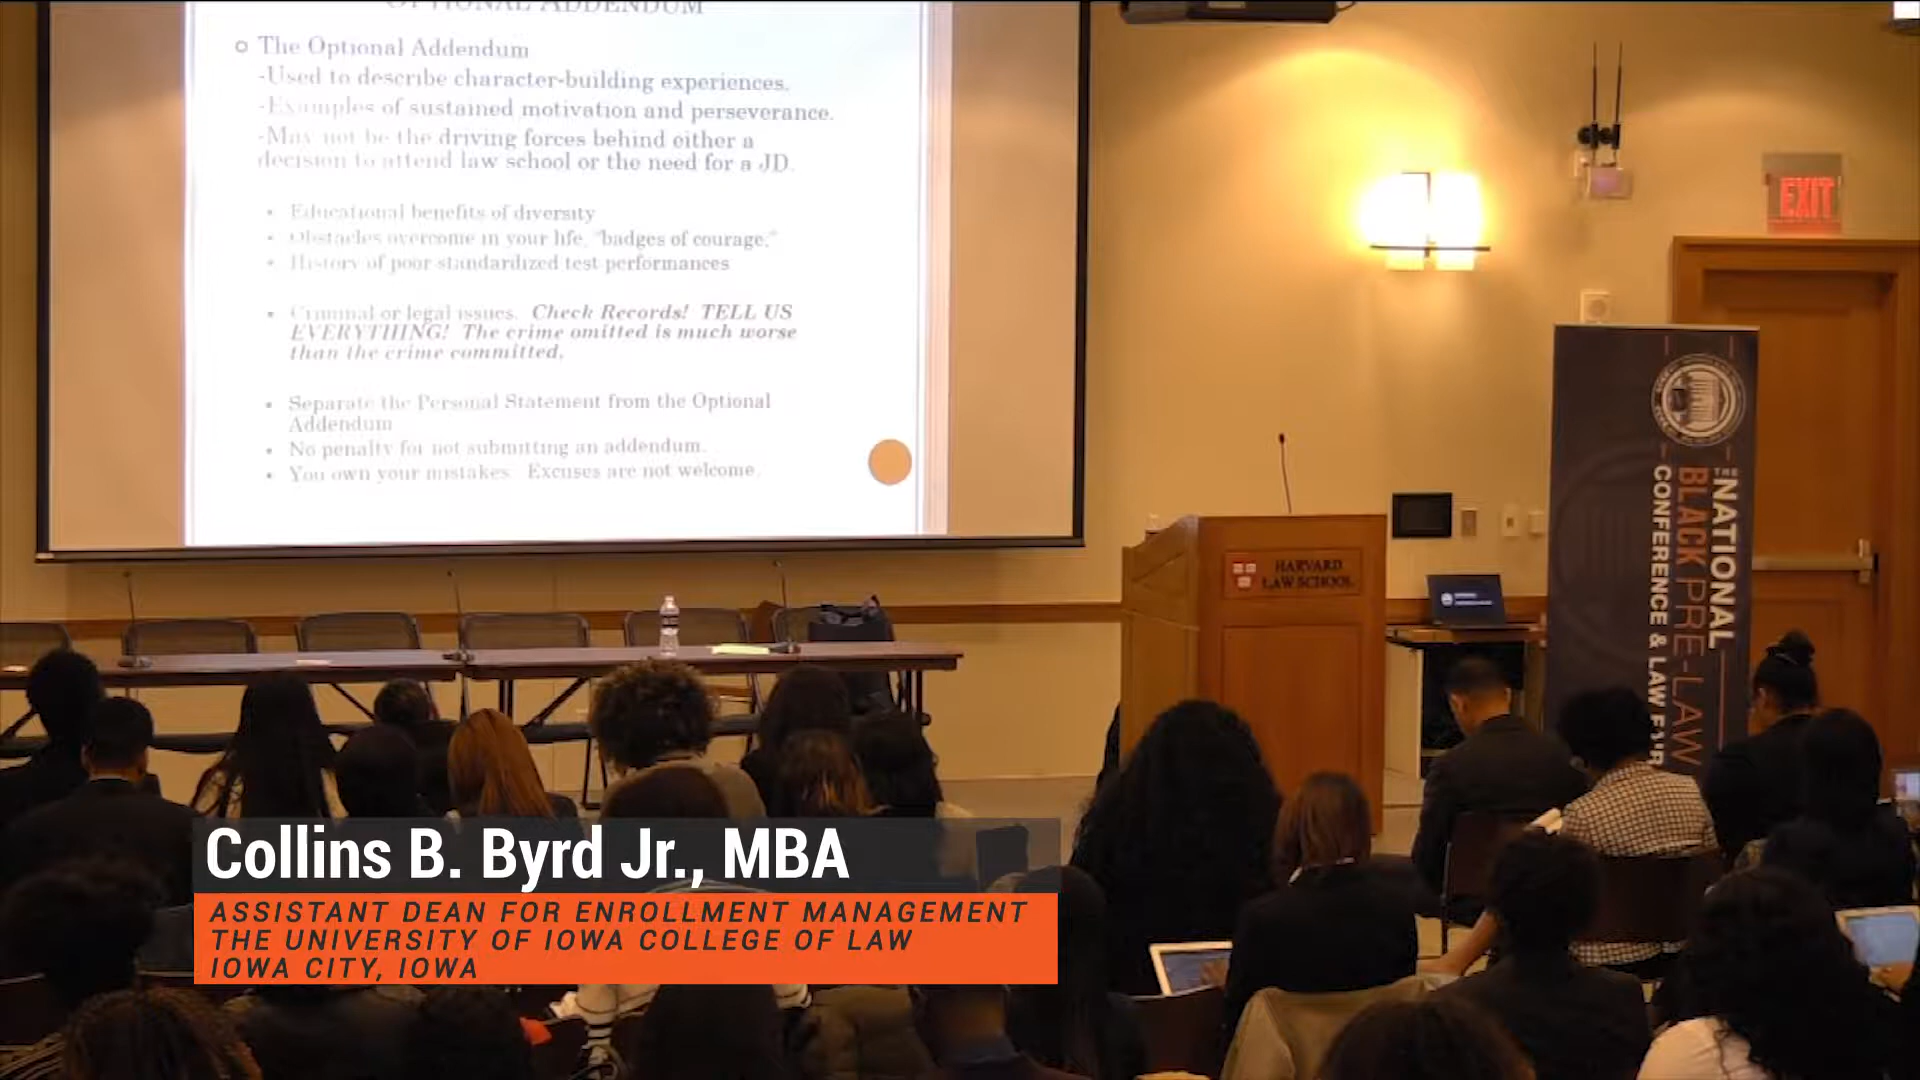 OPTIONAL ADDENDUM
The Optional Addendum
-Used to describe character-building experiences.
-Examples of sustained motivation and perseverance.
-May not be the driving forces behind either a
decision to attend law school or the need for a JD.
Educational benefits of diversity
Obstacles overcome in your life, "badges of courage;"
History of poor standardized test performances
Criminal or legal issues. Check Records! TELL US
EVERYTHING! The crime omitted is much worse
than the crime committed.
Separate the Personal Statement from the Optional
Addendum
No penalty for not submitting an addendum.
You own your mistakes. Excuses are not welcome.
EXIT
HARVARD
LAW SCHOOL
THE
NATIONAL
BLACK PRE-LAW
CONFERENCE & LAW FAIR
Collins B. Byrd Jr., MBA
ASSISTANT DEAN FOR ENROLLMENT MANAGEMENT
THE UNIVERSITY OF IOWA COLLEGE OF LAW
IOWA CITY, IOWA